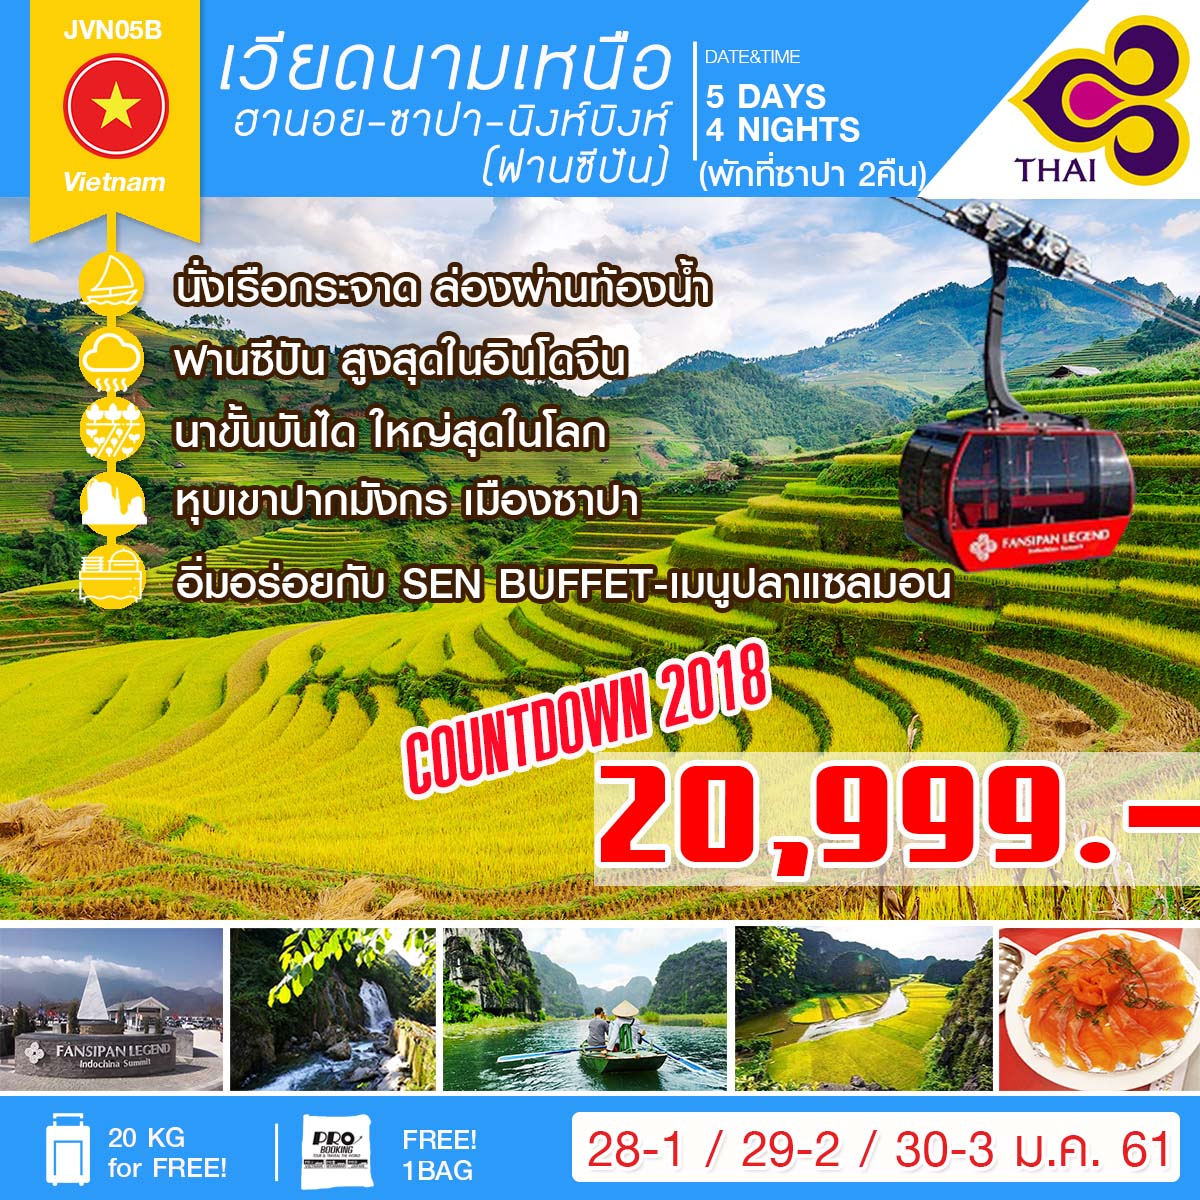 JVN05B
Vietnam
เวียดนามเหนือ
ฮานอย-ซาปา-นิงห์บิงห์
(ฟานซีปัน)
DATE&TIME
5 DAYS
4 NIGHTS
(พักที่ซาปา 2คืน)
THAI
นั่งเรือกระจาด ล่องผ่านท้องน้ำ
ฟานซีปัน สูงสุดในอินโดจีน
นาขั้นบันได ใหญ่สุดในโลก
หุบเขาปากมังกร เมืองซาปา
อิ่มอร่อยกับ SEN BUFFET-เมนูปลาแซลมอน
FANSIPAN LEGEND
Indochina Summit
COUNTDOWN 2018
20,999.-
FANSIPAN LEGEND
Indochina Summit
20 KG
for FREE!
PRO
BOOKING
FREE!
1BAG
28-1 / 29-2 / 30-3 ม.ค. 61